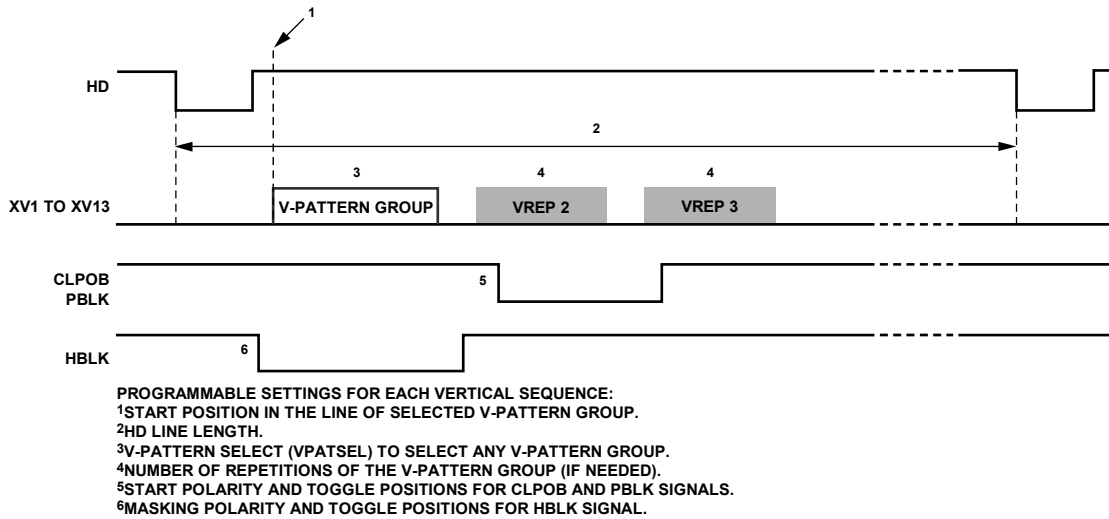 1
HD
2
3 4 4
XV1 TO XV13 V-PATTERN GROUP VREP 2 VREP 3
CLPOB
PBLK
5
HBLK
6
PROGRAMMABLE SETTINGS FOR EACH VERTICAL SEQUENCE:
1START POSITION IN THE LINE OF SELECTED V-PATTERN GROUP.
2HD LINE LENGTH.
3V-PATTERN SELECT (VPATSEL) TO SELECT ANY V-PATTERN GROUP.
4NUMBER OF REPETITIONS OF THE V-PATTERN GROUP (IF NEEDED).
5START POLARITY AND TOGGLE POSITIONS FOR CLPOB AND PBLK SIGNALS.
6MASKING POLARITY AND TOGGLE POSITIONS FOR HBLK SIGNAL.